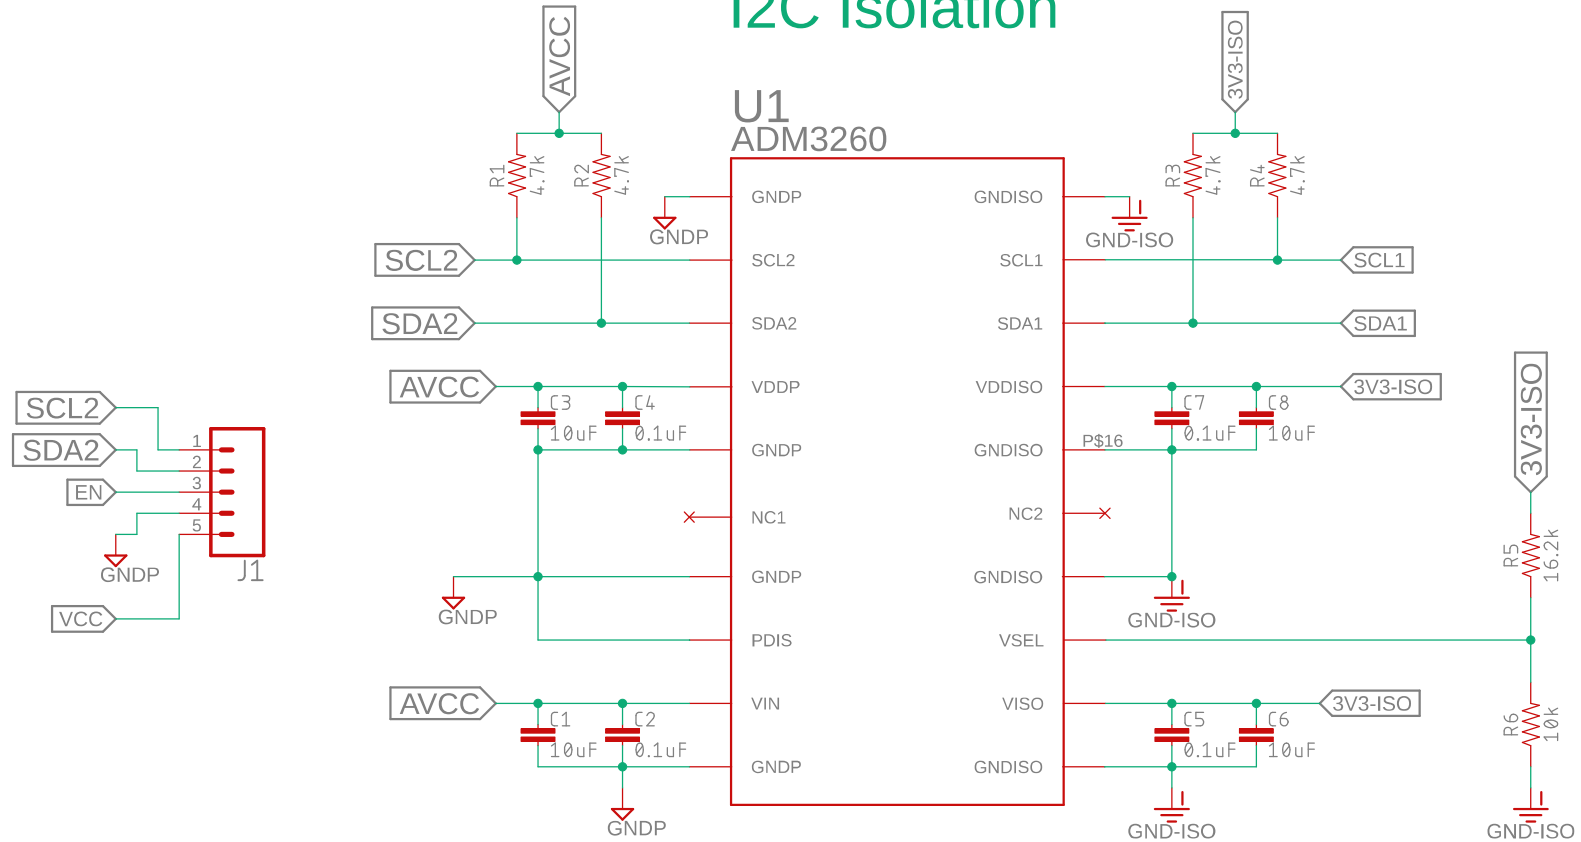 I2C Isolation
AVCC
3V3-ISO
U1
ADM3260
R1
4.7k
R2
4.7k
R3
4.7k
R4
4.7k
GNDP
GNDP
GNDISO
GND-ISO
SCL2
SCL2
SCL1
SCL1
SDA2
SDA2
SDA1
SDA1
AVCC
VDDP
VDDISO
3V3-ISO
C3
10uF
C4
0.1uF
C7
0.1uF
C8
10uF
GNDP
GNDISO
P$16
NC1
NC2
GNDP
GNDP
GNDISO
GND-ISO
PDIS
VSEL
AVCC
VIN
VISO
3V3-ISO
C1
10uF
C2
0.1uF
C5
0.1uF
C6
10uF
GNDP
GNDISO
GNDP
GND-ISO
SCL2
SDA2
EN
1
2
3
4
5
GNDP
J1
VCC
3V3-ISO
R5
16.2k
R6
10k
GND-ISO